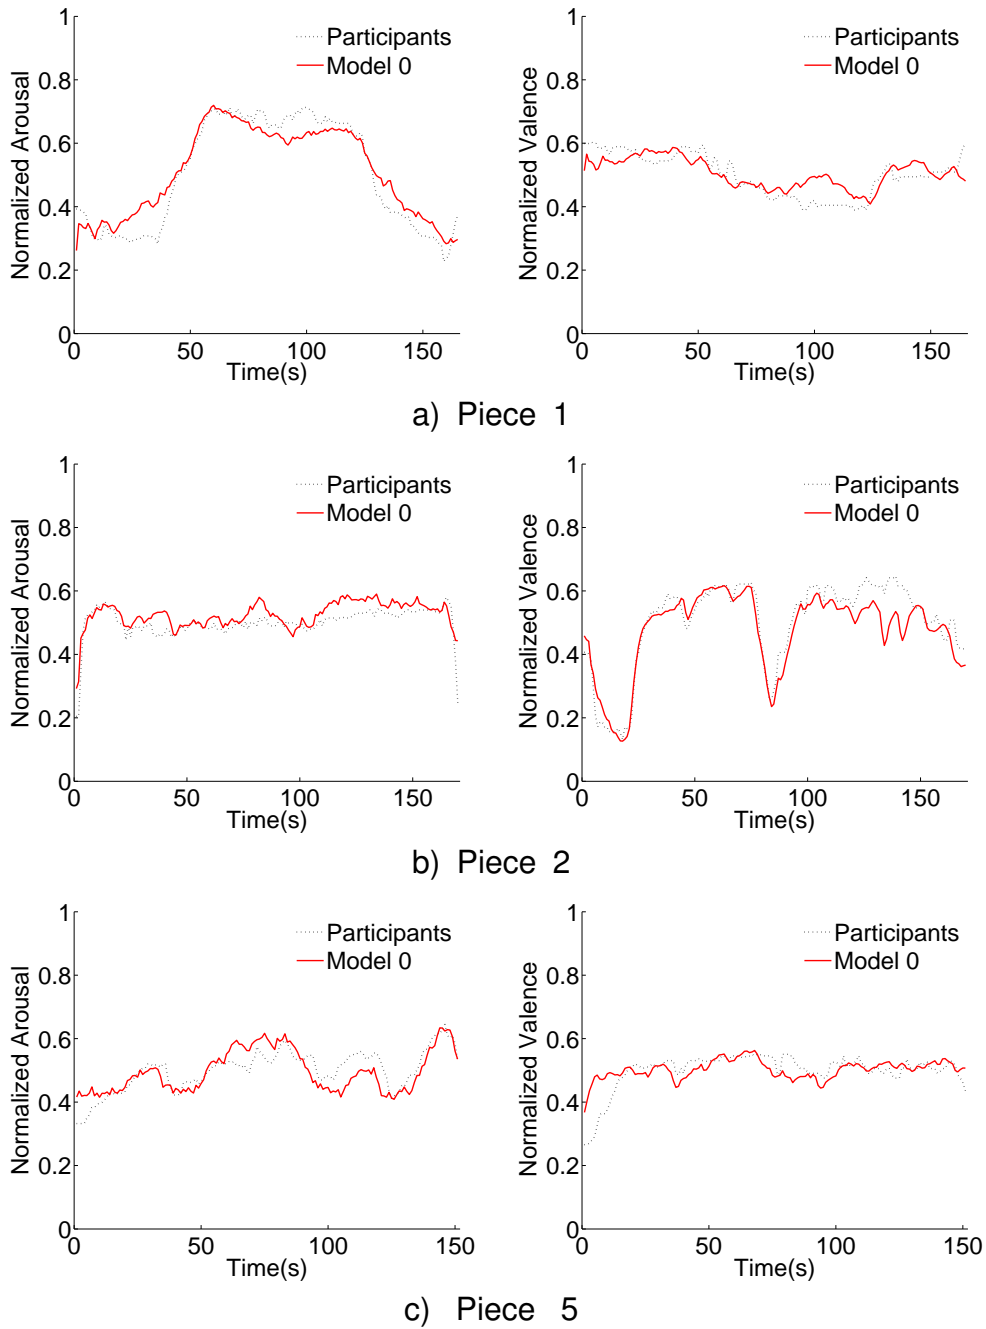 1
0.8
0.6
0.4
0.2
0
Normalized Arousal
Participants
Model 0
0 50 100 150
Time(s)
1
0.8
0.6
0.4
0.2
0
Normalized Valence
Participants
Model 0
0 50 100 150
Time(s)
a) Piece 1
1
0.8
0.6
0.4
0.2
0
Normalized Arousal
Participants
Model 0
0 50 100 150
Time(s)
1
0.8
0.6
0.4
0.2
0
Normalized Valence
Participants
Model 0
0 50 100 150
Time(s)
b) Piece 2
1
0.8
0.6
0.4
0.2
0
Normalized Arousal
Participants
Model 0
0 50 100 150
Time(s)
1
0.8
0.6
0.4
0.2
0
Normalized Valence
Participants
Model 0
0 50 100 150
Time(s)
c) Piece 5